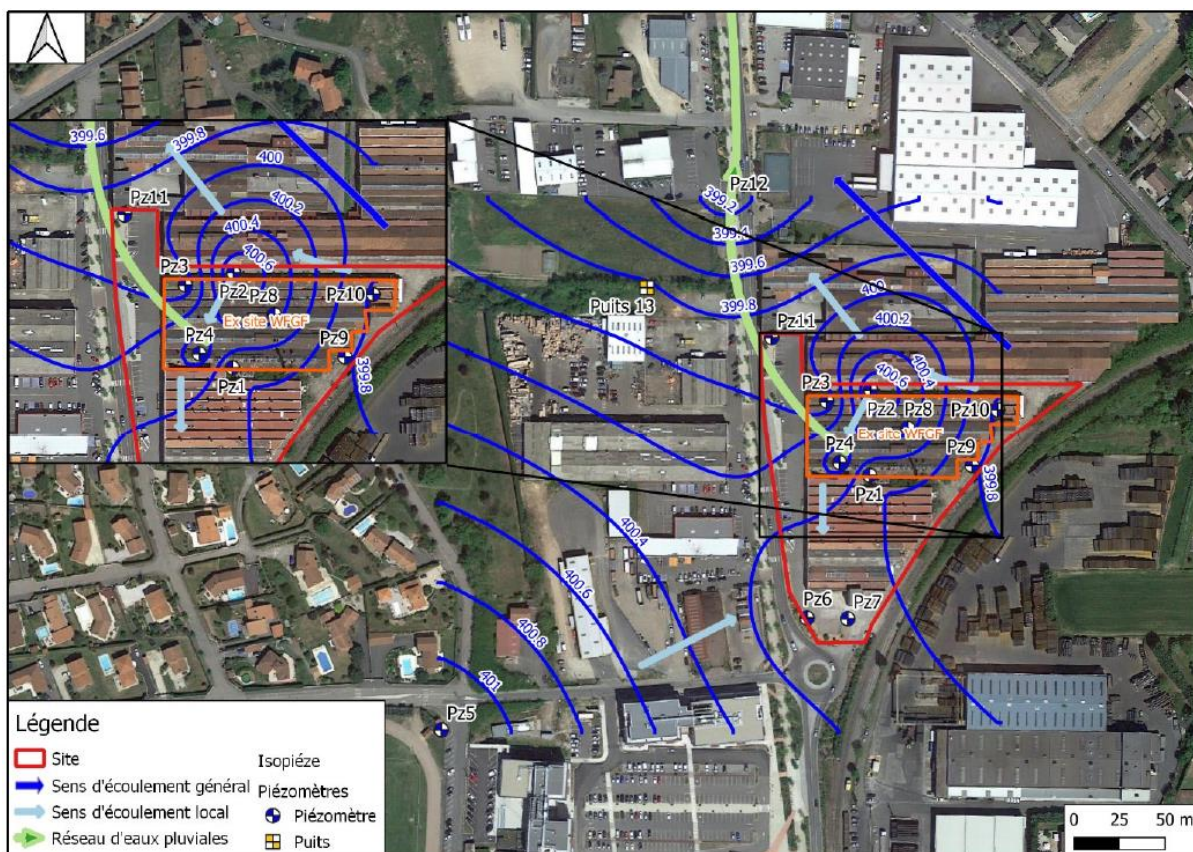 399.6
399.8
400
400.2
400.4
400.6
Pz11
Pz3
Pz2
Pz8
Pz10
Ex site WFGF
Pz4
Pz9
Pz1
399.8
Pz12
399.2
399.4
399.6
399.8
Puits 13
Pz11
400
400.2
400.4
400.6
Pz3
Pz2
Pz8
Pz10
Ex site WFGF
Pz4
Pz9
Pz1
399.8
400.4
400.6
400.8
401
Pz6
Pz7
Pz5
Légende
Site
Sens d'écoulement général
Sens d'écoulement local
Réseau d'eaux pluviales
Isopiéze
Piézomètres
Piézomètre
Puits
0 25 50 m